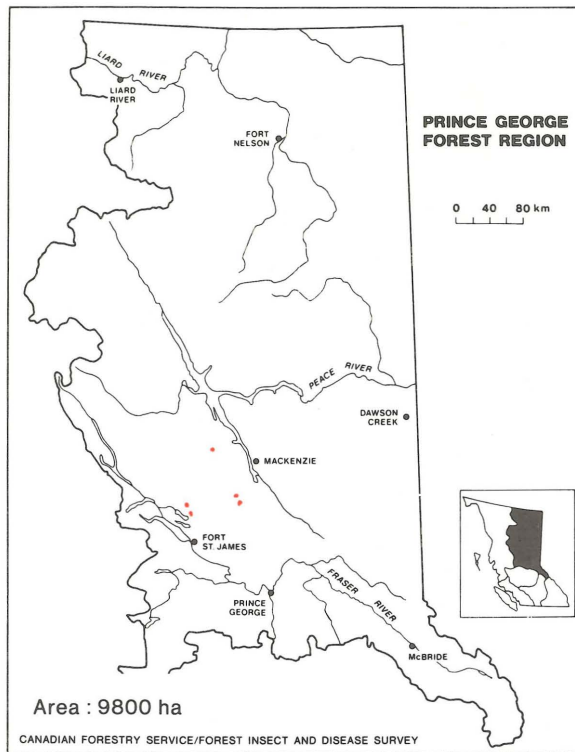 LIARD RIVER
LIARD
RIVER
FORT
NELSON
PRINCE GEORGE
FOREST REGION
0 40 80 km
PEACE RIVER
DAWSON
CREEK
MACKENZIE
FORT
ST. JAMES
PRINCE
GEORGE
FRASER RIVER
McBRIDE
Area : 9800 ha
CANADIAN FORESTRY SERVICE/FOREST INSECT AND DISEASE SURVEY